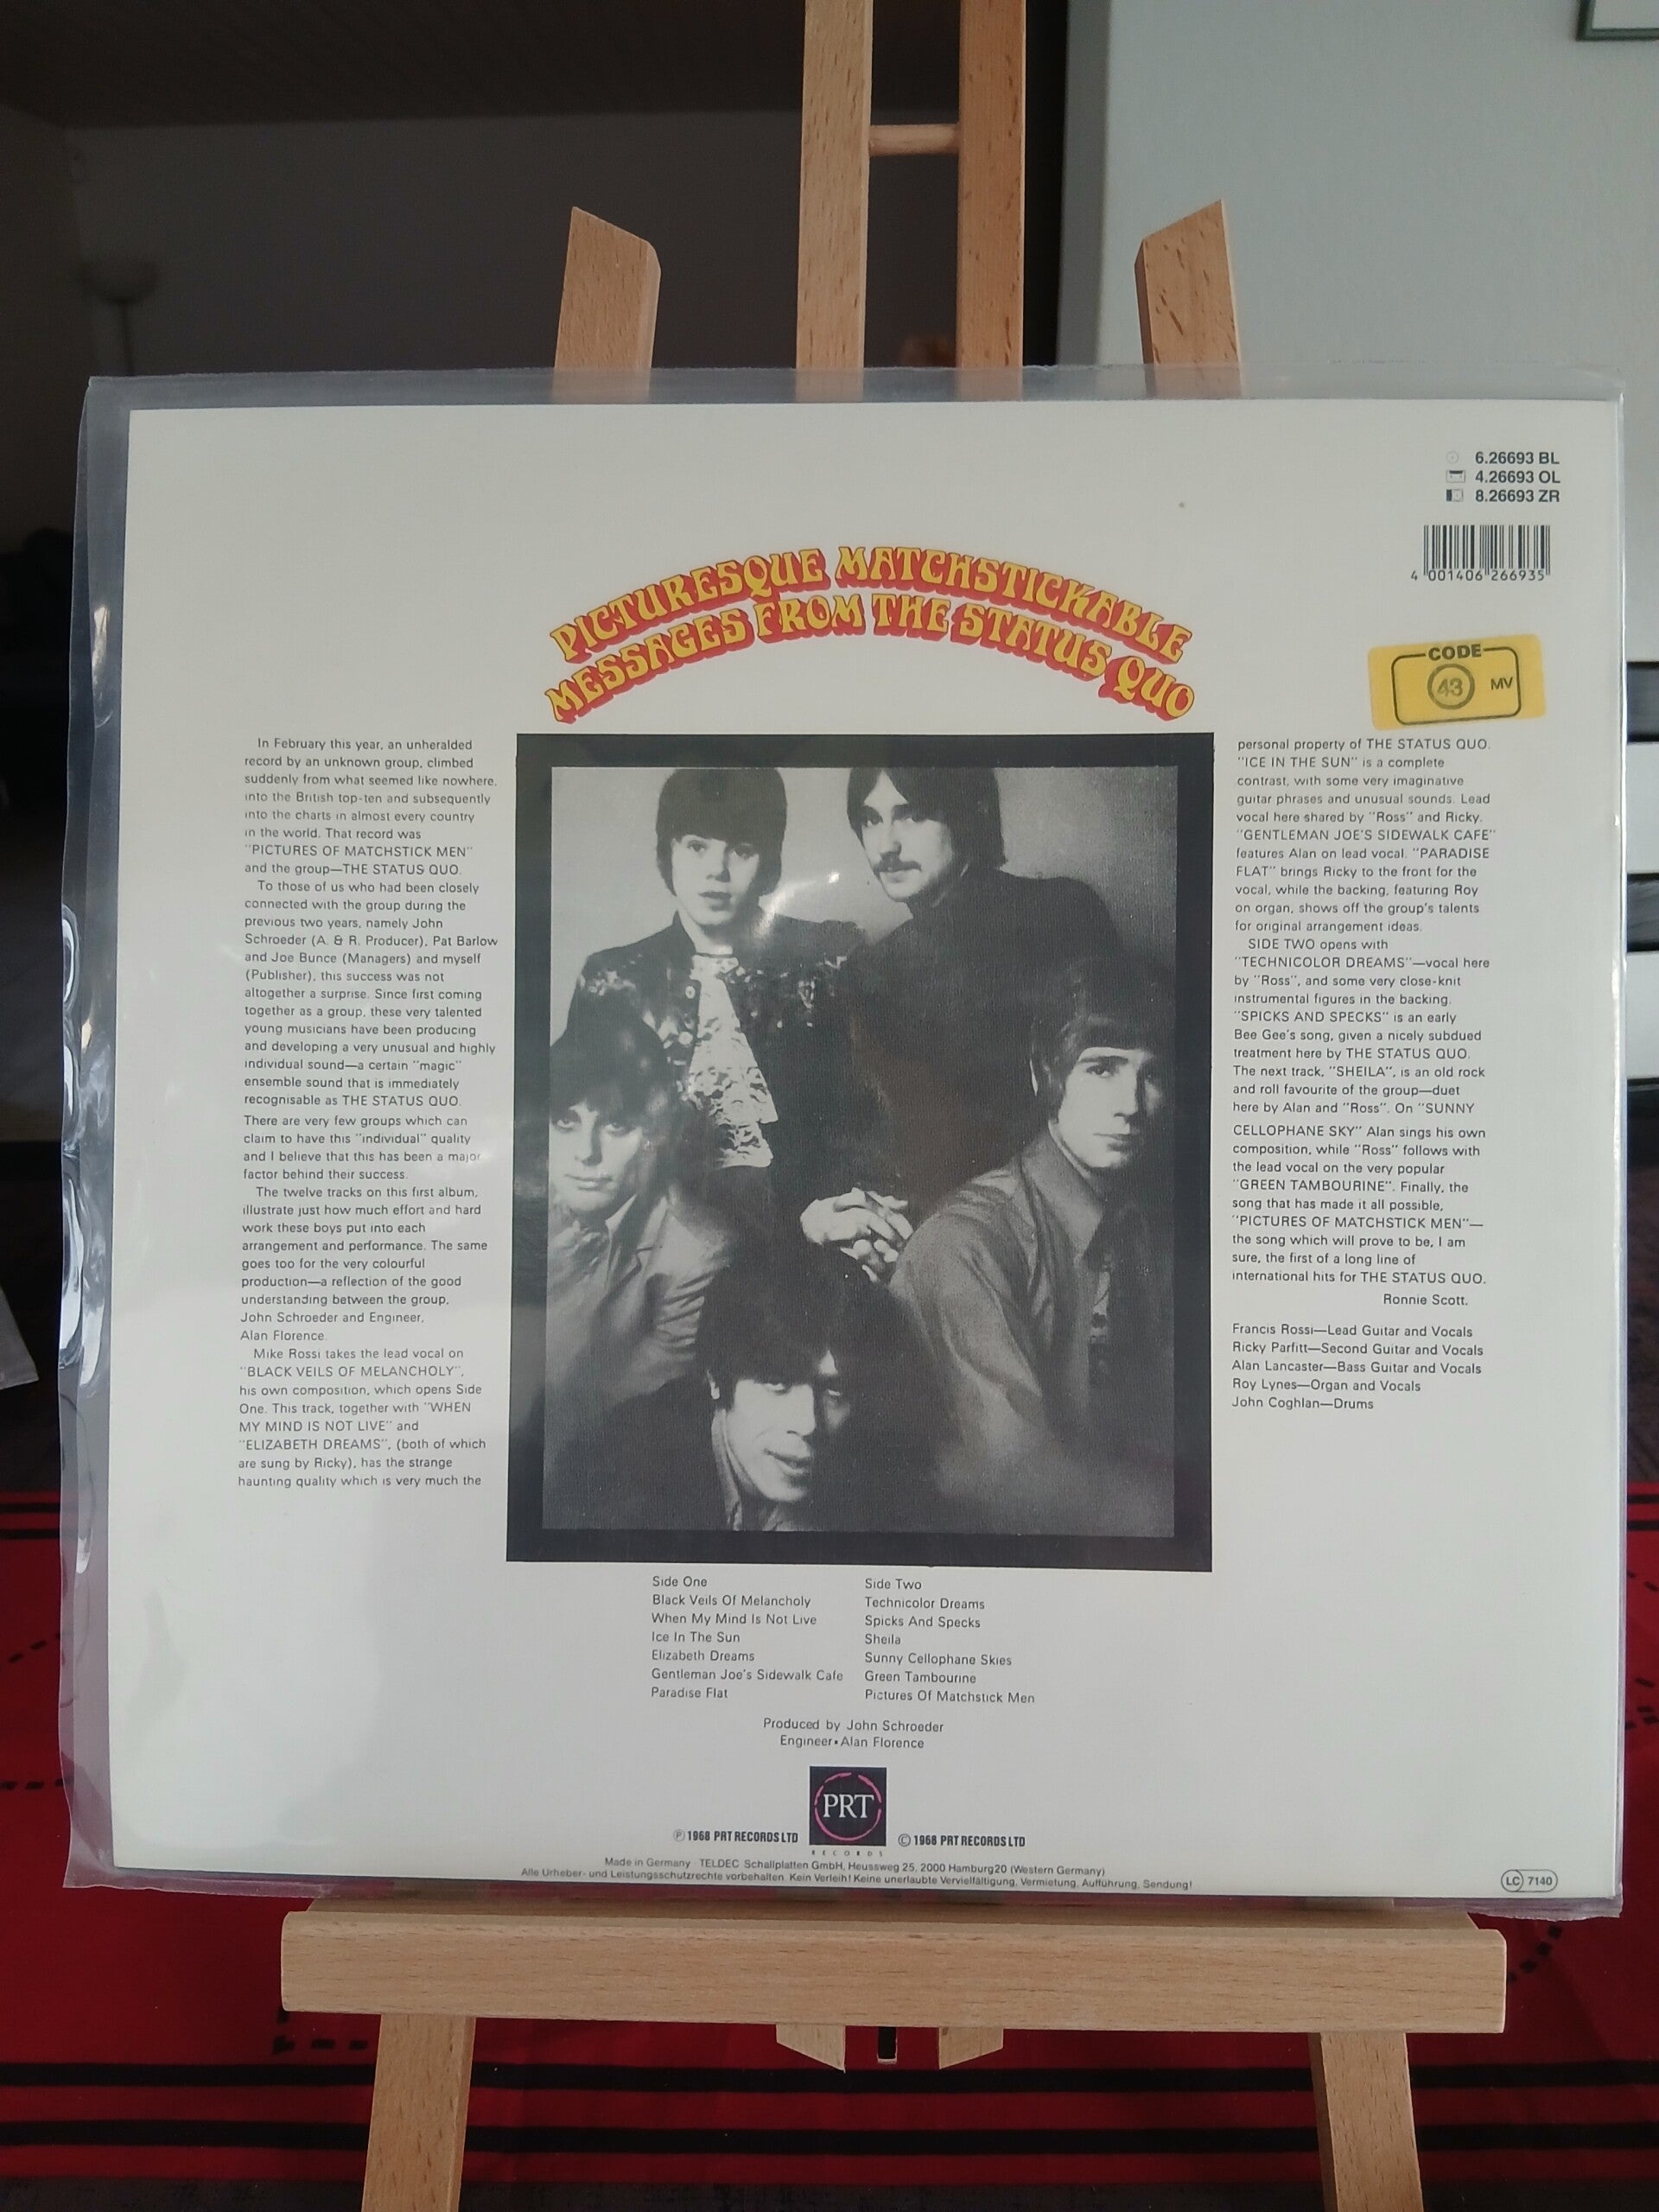 6.26693 BL
4.26693 OL
8.26693 ZR
4 001406 266935
PICTURESQUE MATCHSTICKABLE
MESSAGES FROM THE STATUS QUO
CODE
43 MV
In February this year, an unheralded
record by an unknown group, climbed
suddenly from what seemed like nowhere,
into the British top-ten and subsequently
into the charts in almost every country
in the world. That record was
"PICTURES OF MATCHSTICK MEN"
and the group—THE STATUS QUO.
To those of us who had been closely
connected with the group during the
previous two years, namely John
Schroeder (A. & R. Producer), Pat Barlow
and Joe Bunce (Managers) and myself
(Publisher), this success was not
altogether a surprise. Since first coming
together as a group, these very talented
young musicians have been producing
and developing a very unusual and highly
individual sound—a certain "magic"
ensemble sound that is immediately
recognisable as THE STATUS QUO.
There are very few groups which can
claim to have this "individual" quality
and I believe that this has been a major
factor behind their success.
The twelve tracks on this first album,
illustrate just how much effort and hard
work these boys put into each
arrangement and performance. The same
goes too for the very colourful
production—a reflection of the good
understanding between the group,
John Schroeder and Engineer,
Alan Florence.
Mike Rossi takes the lead vocal on
"BLACK VEILS OF MELANCHOLY",
his own composition, which opens Side
One. This track, together with "WHEN
MY MIND IS NOT LIVE" and
"ELIZABETH DREAMS", (both of which
are sung by Ricky), has the strange
haunting quality which is very much the
personal property of THE STATUS QUO.
"ICE IN THE SUN" is a complete
contrast, with some very imaginative
guitar phrases and unusual sounds. Lead
vocal here shared by "Ross" and Ricky.
"GENTLEMAN JOE'S SIDEWALK CAFE"
features Alan on lead vocal. "PARADISE
FLAT" brings Ricky to the front for the
vocal, while the backing, featuring Roy
on organ, shows off the group's talents
for original arrangement ideas.
SIDE TWO opens with
"TECHNICOLOR DREAMS"—vocal here
by "Ross", and some very close-knit
instrumental figures in the backing.
"SPICKS AND SPECKS" is an early
Bee Gee's song, given a nicely subdued
treatment here by THE STATUS QUO.
The next track, "SHEILA", is an old rock
and roll favourite of the group—duet
here by Alan and "Ross". On "SUNNY
CELLOPHANE SKY" Alan sings his own
composition, while "Ross" follows with
the lead vocal on the very popular
"GREEN TAMBOURINE". Finally, the
song that has made it all possible,
"PICTURES OF MATCHSTICK MEN"—
the song which will prove to be, I am
sure, the first of a long line of
international hits for THE STATUS QUO.
Ronnie Scott.
Francis Rossi—Lead Guitar and Vocals
Ricky Parfitt—Second Guitar and Vocals
Alan Lancaster—Bass Guitar and Vocals
Roy Lynes—Organ and Vocals
John Coghlan—Drums
Side One
Black Veils Of Melancholy
When My Mind Is Not Live
Ice In The Sun
Elizabeth Dreams
Gentleman Joe's Sidewalk Cafe
Paradise Flat
Side Two
Technicolor Dreams
Spicks And Specks
Sheila
Sunny Cellophane Skies
Green Tambourine
Pictures Of Matchstick Men
Produced by John Schroeder
Engineer•Alan Florence
PRT
RECORDS
℗ 1968 PRT RECORDS LTD
© 1968 PRT RECORDS LTD
Made in Germany TELDEC Schallplatten GmbH, Heussweg 25, 2000 Hamburg 20 (Western Germany)
Alle Urheber- und Leistungsschutzrechte vorbehalten. Kein Verleih! Keine unerlaubte Vervielfältigung, Vermietung, Aufführung, Sendung!
LC 7140